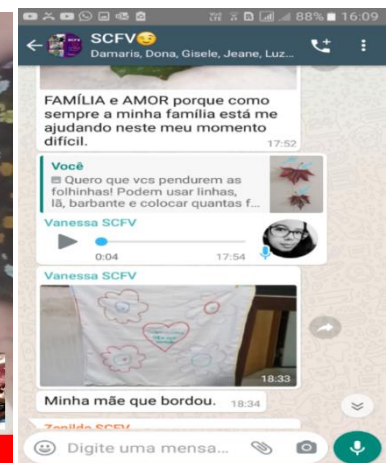 88% 16:09
SCFV
Damaris, Dona, Gisele, Jeane, Luz...
FAMÍLIA e AMOR porque como
sempre a minha família está me
ajudando neste meu momento
difícil.
17:52
Você
Quero que vcs pendurem as
folhinhas! Podem usar linhas,
lã, barbante e colocar quantas f...
Vanessa SCFV
0:04 17:54
Vanessa SCFV
18:33
Minha mãe que bordou. 18:34
Zenilda SCFV
Digite uma mensa...